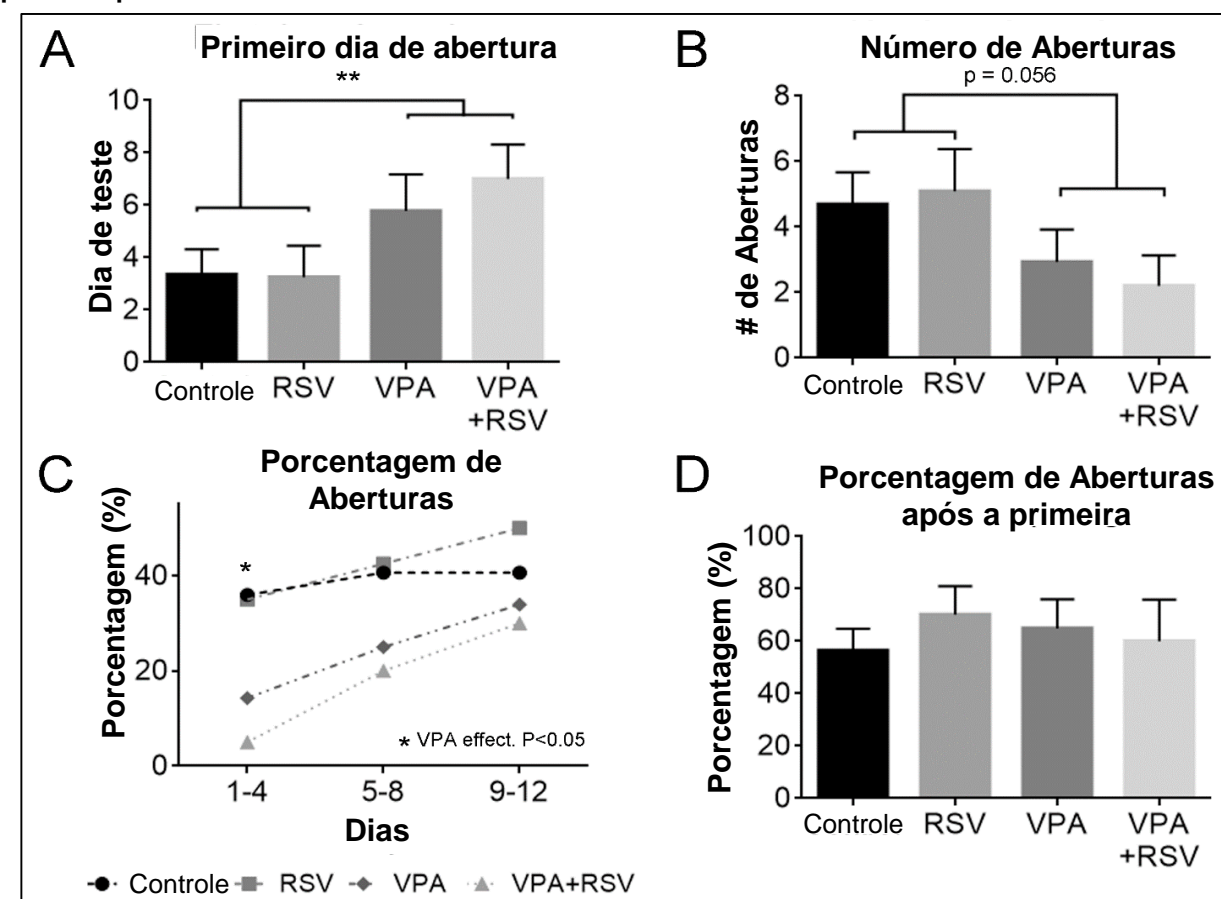 A
Primeiro dia de abertura
**
Dia de teste
10
8
6
4
2
0
Controle RSV VPA VPA
+RSV
B
Número de Aberturas
p = 0.056
# de Aberturas
8
6
4
2
0
Controle RSV VPA VPA
+RSV
C
Porcentagem de
Aberturas
Porcentagem (%)
*
40
20
0
* VPA effect. P<0.05
1-4 5-8 9-12
Dias
Controle RSV VPA VPA+RSV
D
Porcentagem de Aberturas
após a primeira
Porcentagem (%)
100
80
60
40
20
0
Controle RSV VPA VPA
+RSV